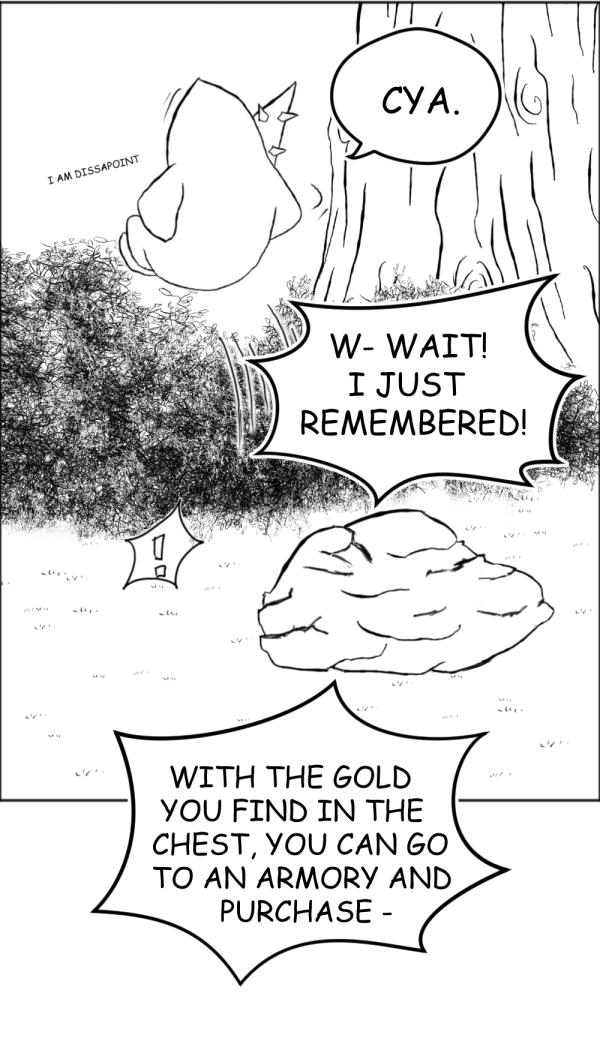 CYA.
I AM DISSAPOINT
W- WAIT!
I JUST
REMEMBERED!
!
WITH THE GOLD
YOU FIND IN THE
CHEST, YOU CAN GO
TO AN ARMORY AND
PURCHASE -